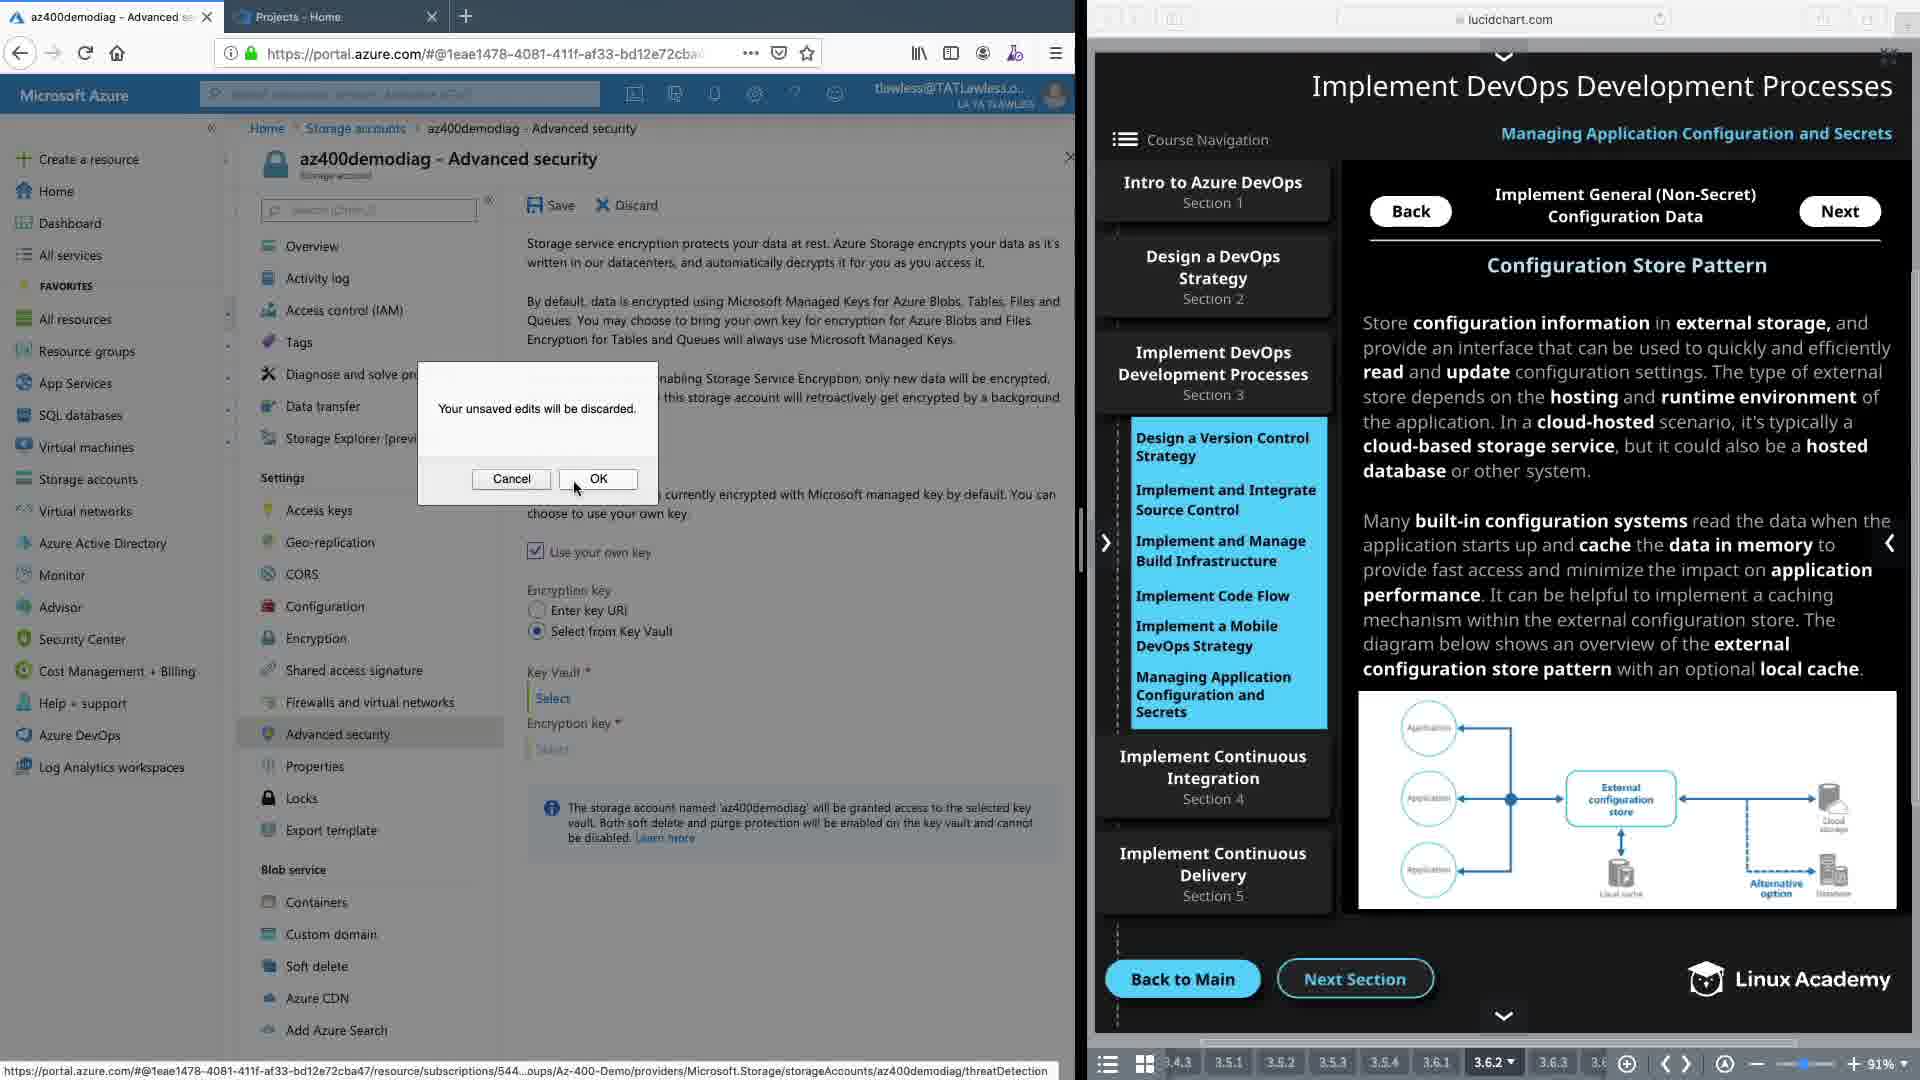 az400demodiag - Advanced se
Projects - Home
https://portal.azure.com/#@1eae1478-4081-411f-af33-bd12e72cba4
Microsoft Azure
tlawless@TATLawless.o...
Home
Storage accounts
az400demodiag - Advanced security
az400demodiag - Advanced security
Storage account
Create a resource
Home
Dashboard
All services
FAVORITES
All resources
Resource groups
App Services
SQL databases
Virtual machines
Storage accounts
Virtual networks
Azure Active Directory
Monitor
Advisor
Security Center
Cost Management + Billing
Help + support
Azure DevOps
Log Analytics workspaces
Overview
Activity log
Access control (IAM)
Tags
Diagnose and solve pr
Data transfer
Storage Explorer (previ
Settings
Access keys
Geo-replication
CORS
Configuration
Encryption
Shared access signature
Firewalls and virtual networks
Advanced security
Properties
Locks
Export template
Blob service
Containers
Custom domain
Soft delete
Azure CDN
Add Azure Search
Save
Discard
Storage service encryption protects your data at rest. Azure Storage encrypts your data as it's
written in our datacenters, and automatically decrypts it for you as you access it.
By default, data is encrypted using Microsoft Managed Keys for Azure Blobs, Tables, Files and
Queues. You may choose to bring your own key for encryption for Azure Blobs and Files.
Encryption for Tables and Queues will always use Microsoft Managed Keys.
nabling Storage Service Encryption, only new data will be encrypted,
this storage account will retroactively get encrypted by a background
Your unsaved edits will be discarded.
Cancel
OK
currently encrypted with Microsoft managed key by default. You can
choose to use your own key.
Use your own key
Encryption key
Enter key URI
Select from Key Vault
Key Vault *
Select
Encryption key *
Select
The storage account named 'az400demodiag' will be granted access to the selected key
vault. Both soft delete and purge protection will be enabled on the key vault and cannot
be disabled. Learn more
https://portal.azure.com/#@1eae1478-4081-411f-af33-bd12e72cba47/resource/subscriptions/544...oups/Az-400-Demo/providers/Microsoft.Storage/storageAccounts/az400demodiag/threatDetection
lucidchart.com
Implement DevOps Development Processes
Managing Application Configuration and Secrets
Course Navigation
Intro to Azure DevOps
Section 1
Design a DevOps
Strategy
Section 2
Implement DevOps
Development Processes
Section 3
Design a Version Control
Strategy
Implement and Integrate
Source Control
Implement and Manage
Build Infrastructure
Implement Code Flow
Implement a Mobile
DevOps Strategy
Managing Application
Configuration and
Secrets
Implement Continuous
Integration
Section 4
Implement Continuous
Delivery
Section 5
Back to Main
Next Section
Back
Implement General (Non-Secret)
Configuration Data
Next
Configuration Store Pattern
Store configuration information in external storage, and
provide an interface that can be used to quickly and efficiently
read and update configuration settings. The type of external
store depends on the hosting and runtime environment of
the application. In a cloud-hosted scenario, it's typically a
cloud-based storage service, but it could also be a hosted
database or other system.
Many built-in configuration systems read the data when the
application starts up and cache the data in memory to
provide fast access and minimize the impact on application
performance. It can be helpful to implement a caching
mechanism within the external configuration store. The
diagram below shows an overview of the external
configuration store pattern with an optional local cache.
Application
Application
Application
External
configuration
store
Local cache
Cloud
storage
Alternative
option
Database
Linux Academy
3.4.3
3.5.1
3.5.2
3.5.3
3.5.4
3.6.1
3.6.2
3.6.3
91%